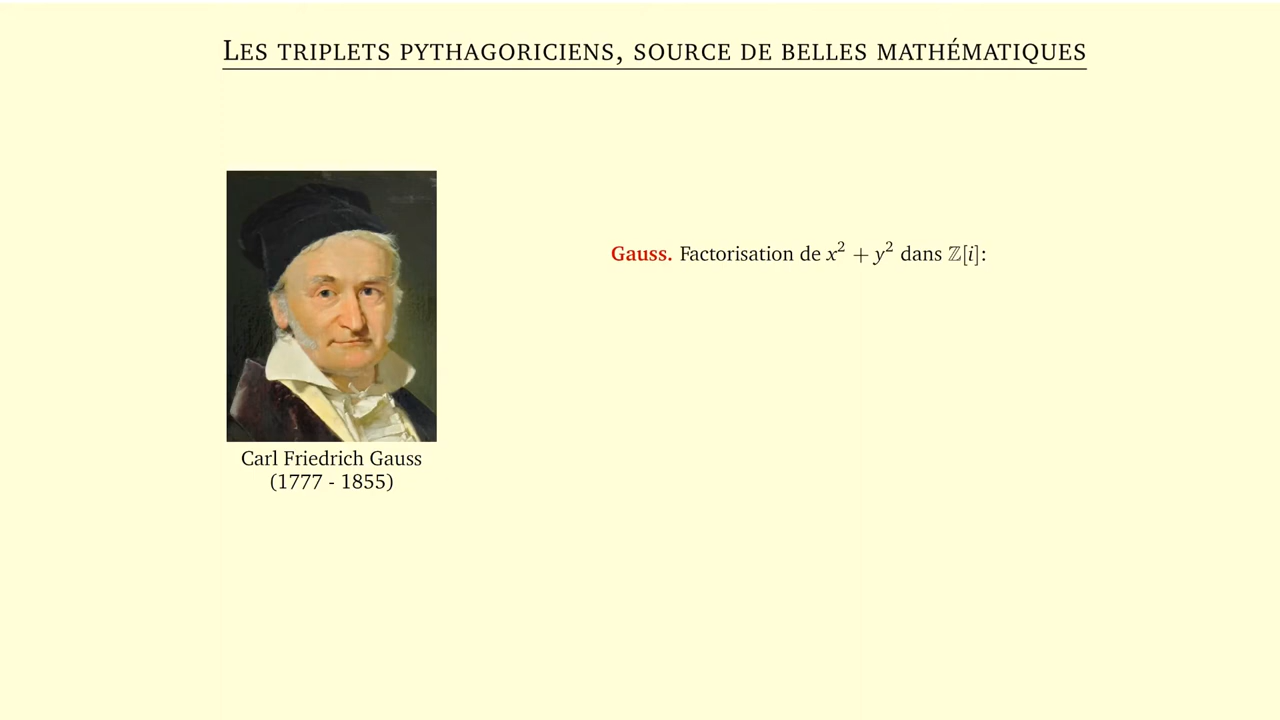 LES TRIPLETS PYTHAGORICIENS, SOURCE DE BELLES MATHÉMATIQUES
Gauss. Factorisation de x² + y² dans ℤ[i]:
Carl Friedrich Gauss
(1777 - 1855)